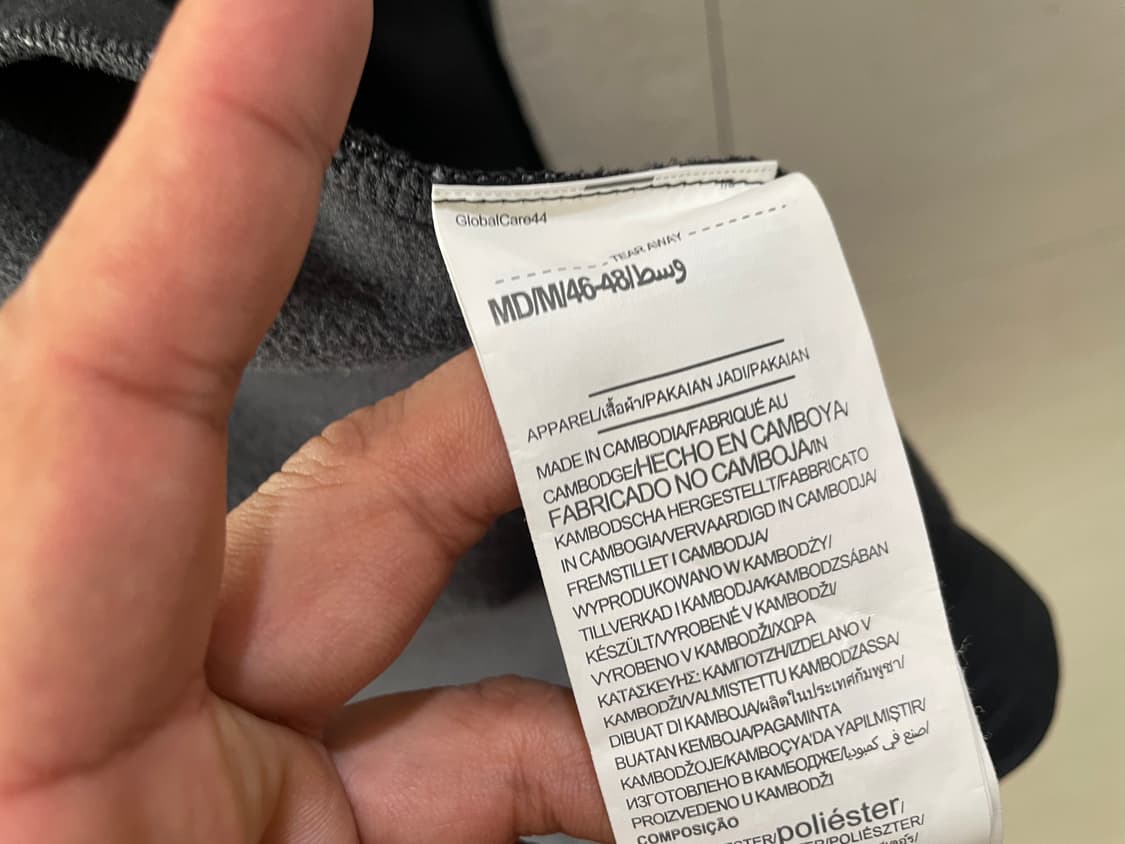 GlobalCare44
TEAR AWAY
MD/M/46-48/وسط
APPAREL/เสื้อผ้า/PAKAIAN JADI/PAKAIAN
MADE IN CAMBODIA/FABRIQUÉ AU
CAMBODGE/HECHO EN CAMBOYA/
FABRICADO NO CAMBOJA/IN
KAMBODSCHA HERGESTELLT/FABBRICATO
IN CAMBOGIA/VERVAARDIGD IN CAMBODJA/
FREMSTILLET I CAMBODJA/
WYPRODUKOWANO W KAMBODŻY/
TILLVERKAD I KAMBODJA/KAMBODZSÁBAN
KÉSZÜLT/VYROBENÉ V KAMBODŽI/
VYROBENO V KAMBODŽI/ΧΩΡΑ
ΚΑΤΑΣΚΕΥΗΣ: ΚΑΜΠΟΤΖΗ/IZDELANO V
KAMBODŽI/VALMISTETTU KAMBODZASSA/
DIBUAT DI KAMBOJA/ผลิตในประเทศกัมพูชา/
BUATAN KEMBOJA/PAGAMINTA
KAMBODŽOJE/KAMBOÇYA'DA YAPILMIŞTIR/
ИЗГОТОВЛЕНО В КАМБОДЖЕ/صنع في كمبوديا/
PROIZVEDENO U KAMBODŽI
COMPOSIÇÃO
poliéster/
/POLIÉSZTER/